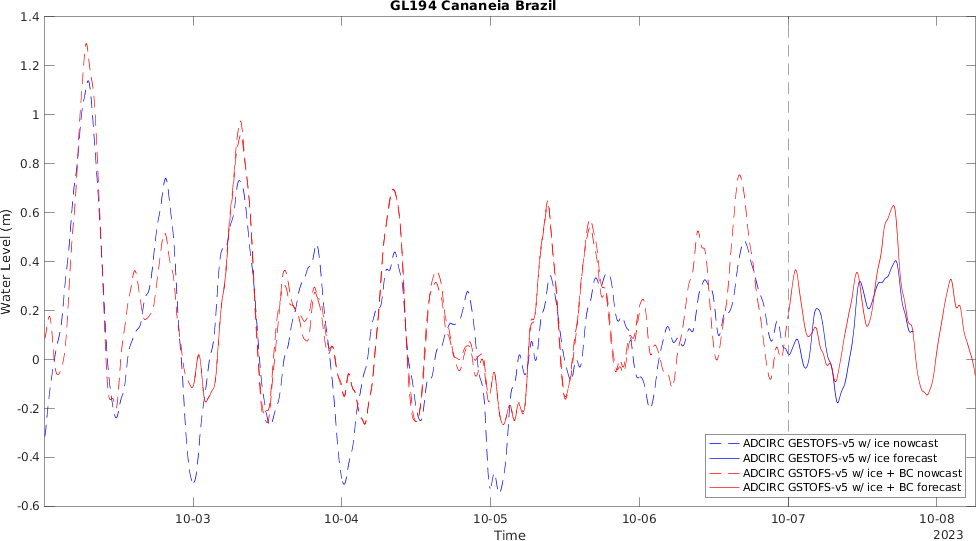 GL194 Cananeia Brazil
1.4
1.2
1
0.8
0.6
0.4
0.2
0
-0.2
-0.4
-0.6
Water Level (m)
10-03
10-04
10-05
10-06
10-07
10-08
Time
2023
ADCIRC GESTOFS-v5 w/ ice nowcast
ADCIRC GESTOFS-v5 w/ ice forecast
ADCIRC GSTOFS-v5 w/ ice + BC nowcast
ADCIRC GSTOFS-v5 w/ ice + BC forecast